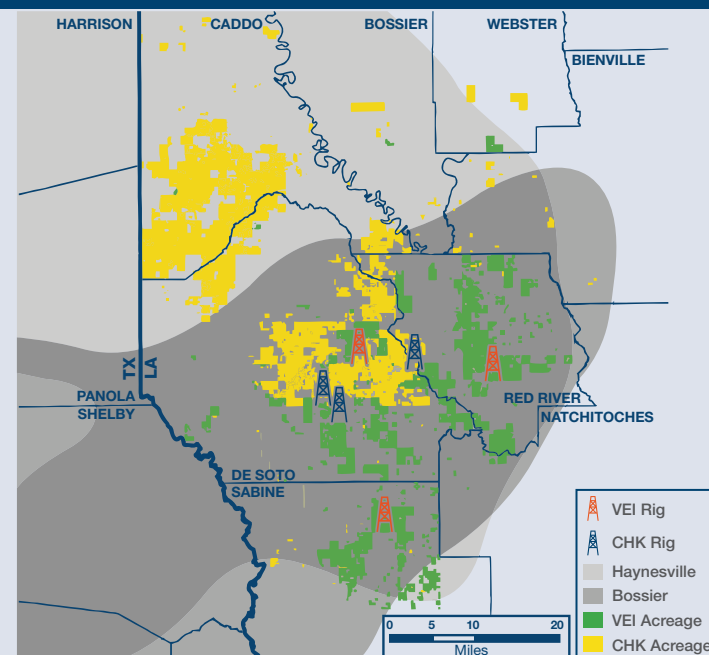 HARRISON CADDO BOSSIER WEBSTER
BIENVILLE
TX LA
PANOLA
SHELBY
RED RIVER
NATCHITOCHES
DE SOTO
SABINE
VEI Rig
CHK Rig
Haynesville
Bossier
VEI Acreage
CHK Acreage
0 5 10 20
Miles